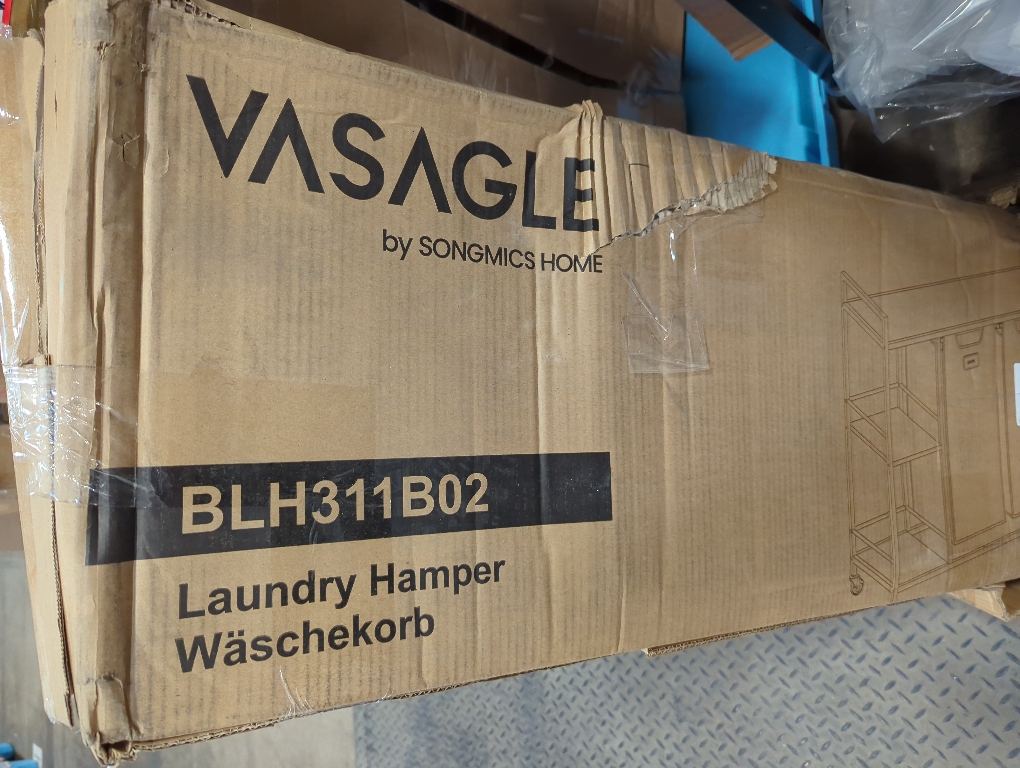 VASAGLE
by SONGMICS HOME
BLH311B02
Laundry Hamper
Wäschekorb